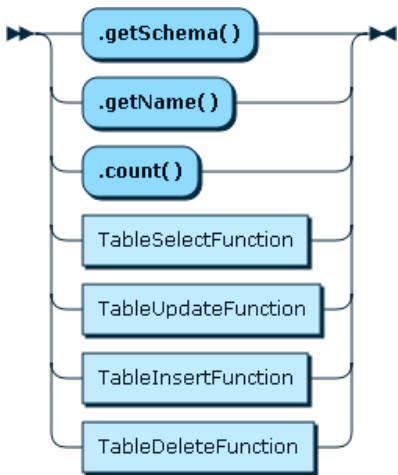 .getSchema()
.getName()
.count()
TableSelectFunction
TableUpdateFunction
TableInsertFunction
TableDeleteFunction